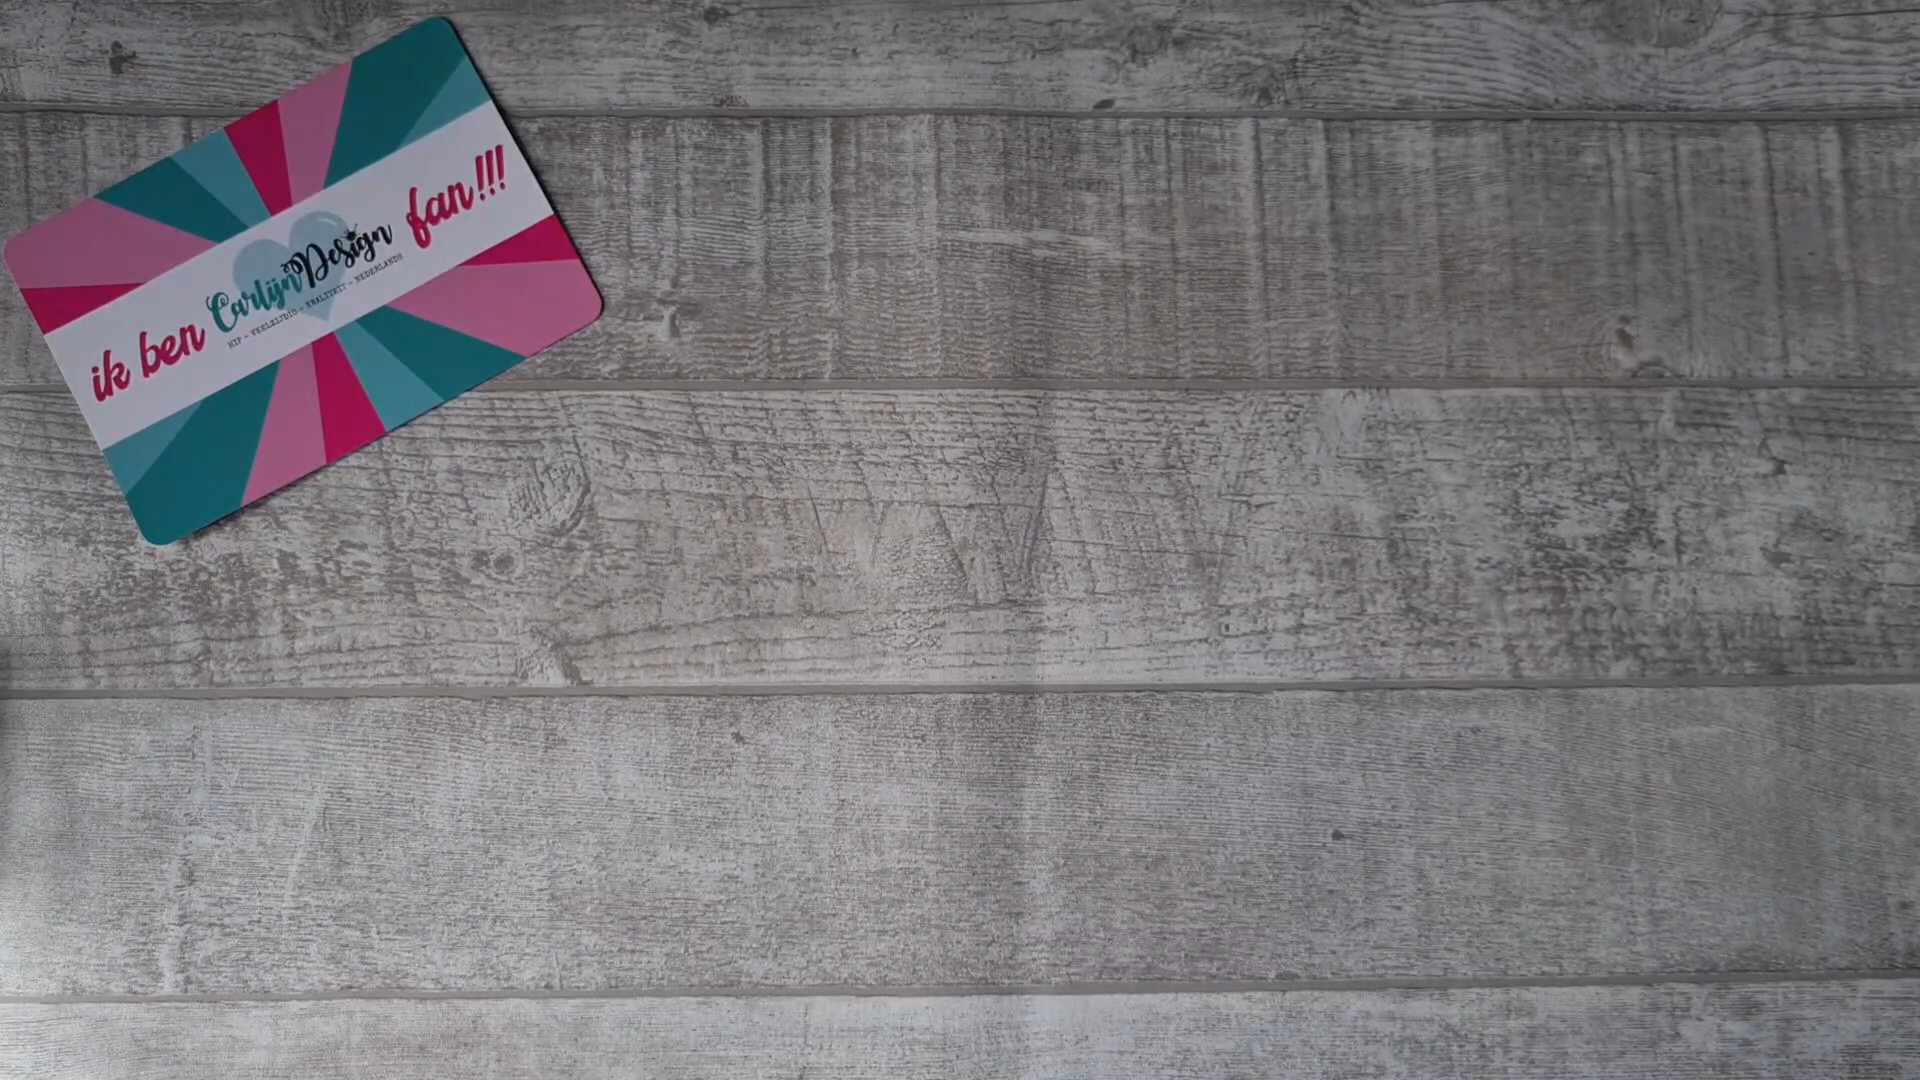 ik ben CarlijnDesign fan!!!
HIP - VEELZIJDIG - KWALITEIT - NEDERLANDS